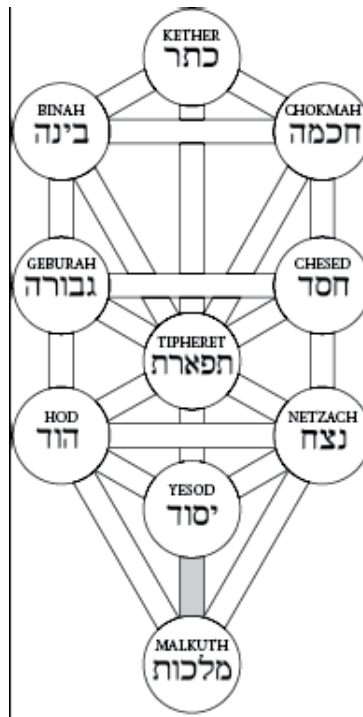 KETHER
כתר
BINAH
בינה
CHOKMAH
חכמה
GEBURAH
גבורה
CHESED
חסד
TIPHERET
תפארת
HOD
הוד
NETZACH
נצח
YESOD
יסוד
MALKUTH
מלכות